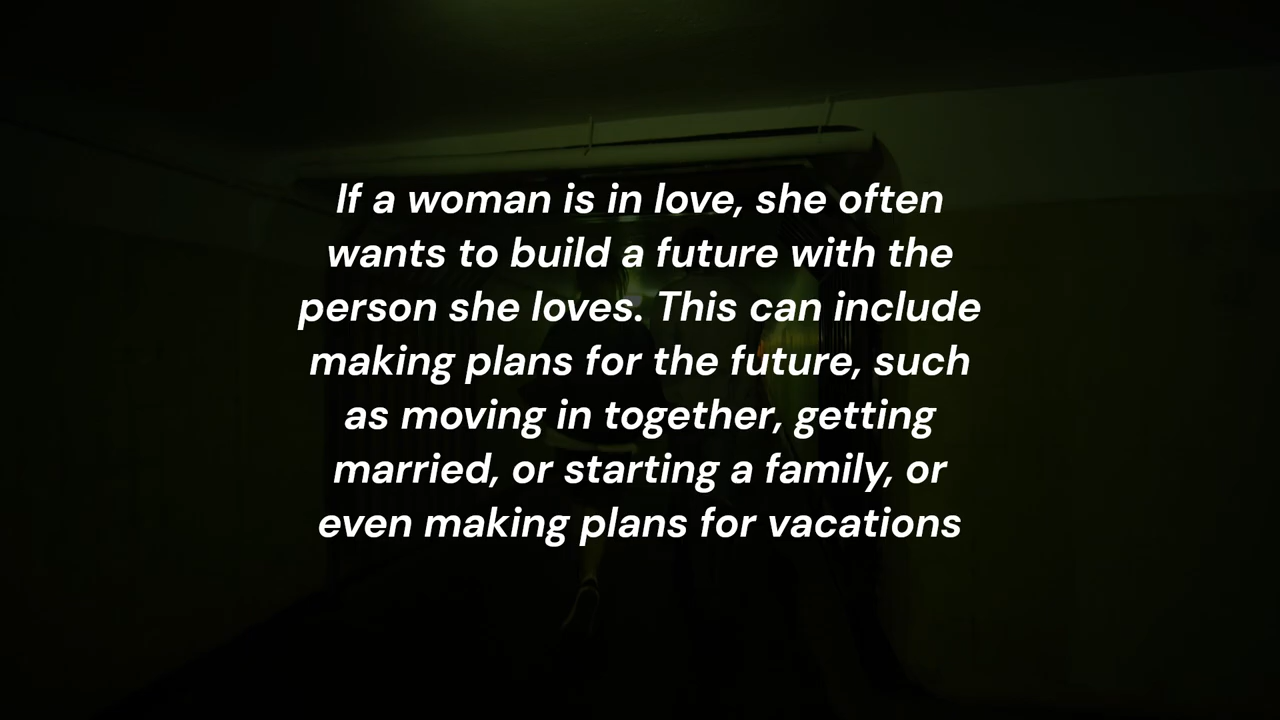 If a woman is in love, she often
wants to build a future with the
person she loves. This can include
making plans for the future, such
as moving in together, getting
married, or starting a family, or
even making plans for vacations